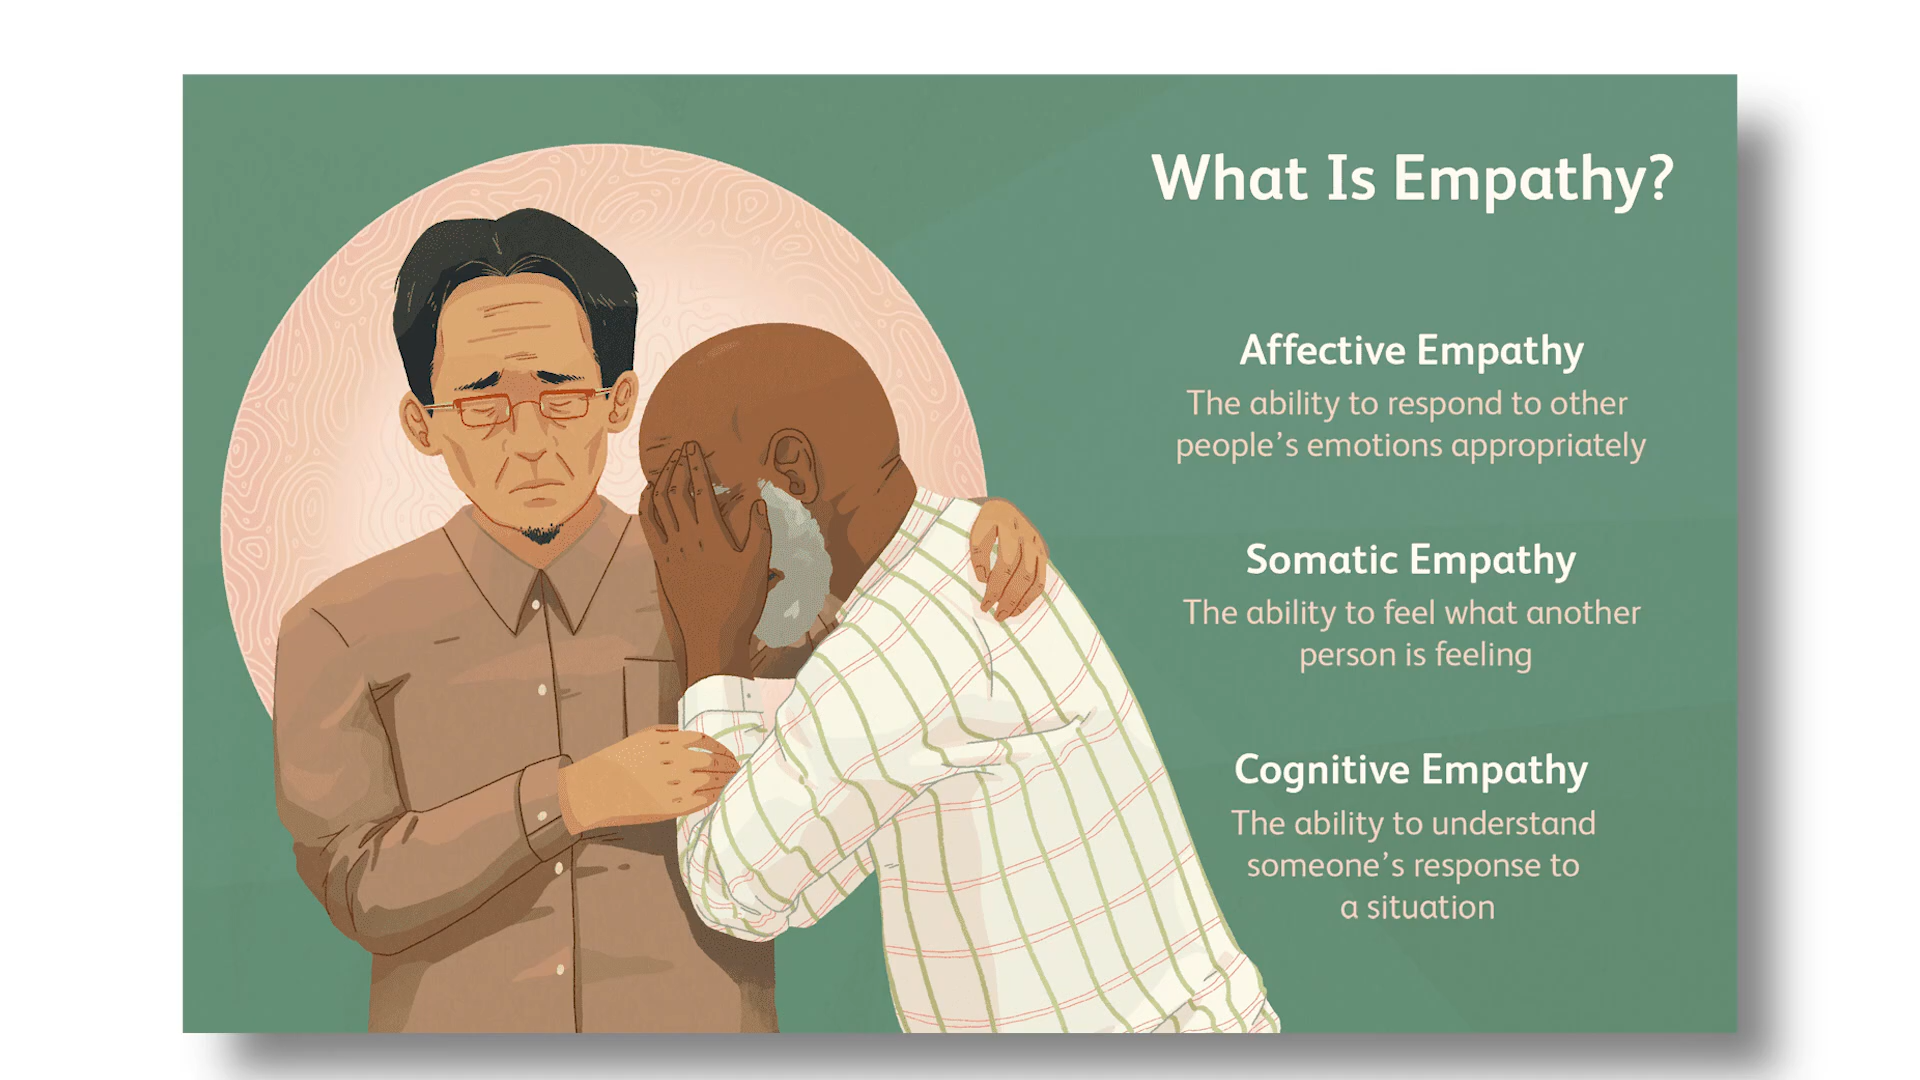 What Is Empathy?
Affective Empathy
The ability to respond to other
people’s emotions appropriately
Somatic Empathy
The ability to feel what another
person is feeling
Cognitive Empathy
The ability to understand
someone’s response to
a situation